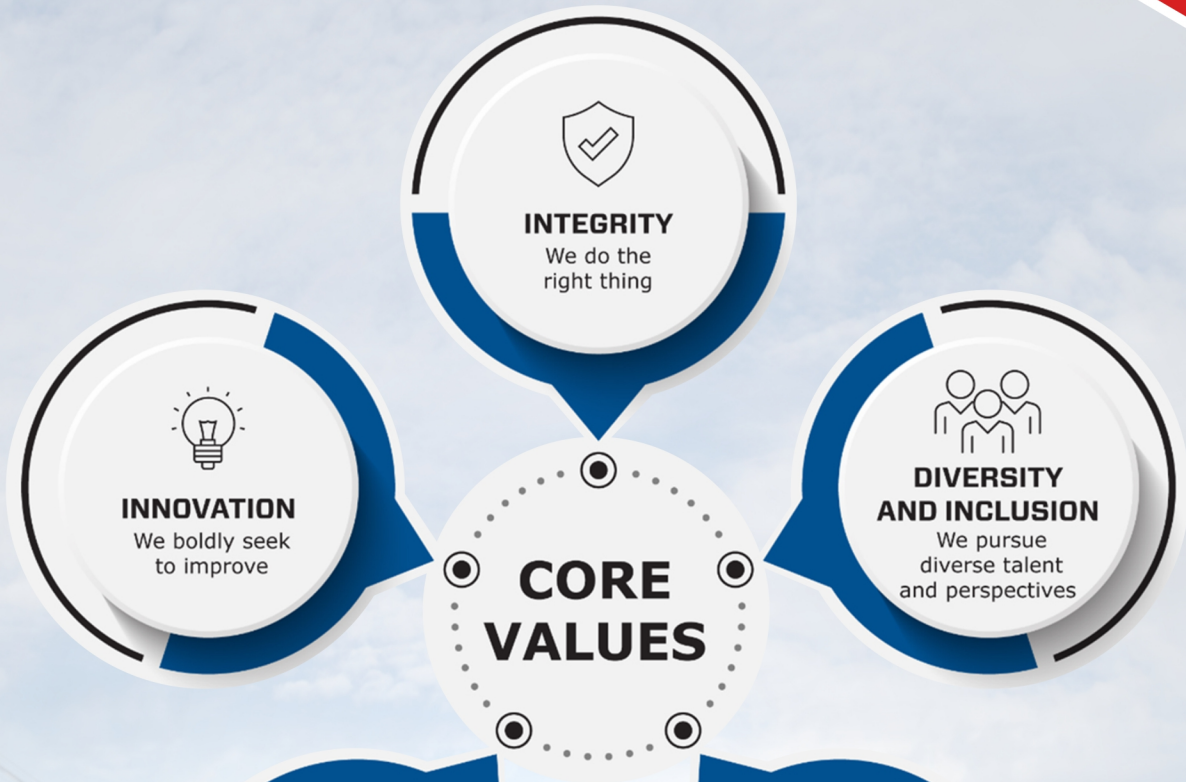 INTEGRITY
We do the
right thing
INNOVATION
We boldly seek
to improve
DIVERSITY
AND INCLUSION
We pursue
diverse talent
and perspectives
CORE
VALUES